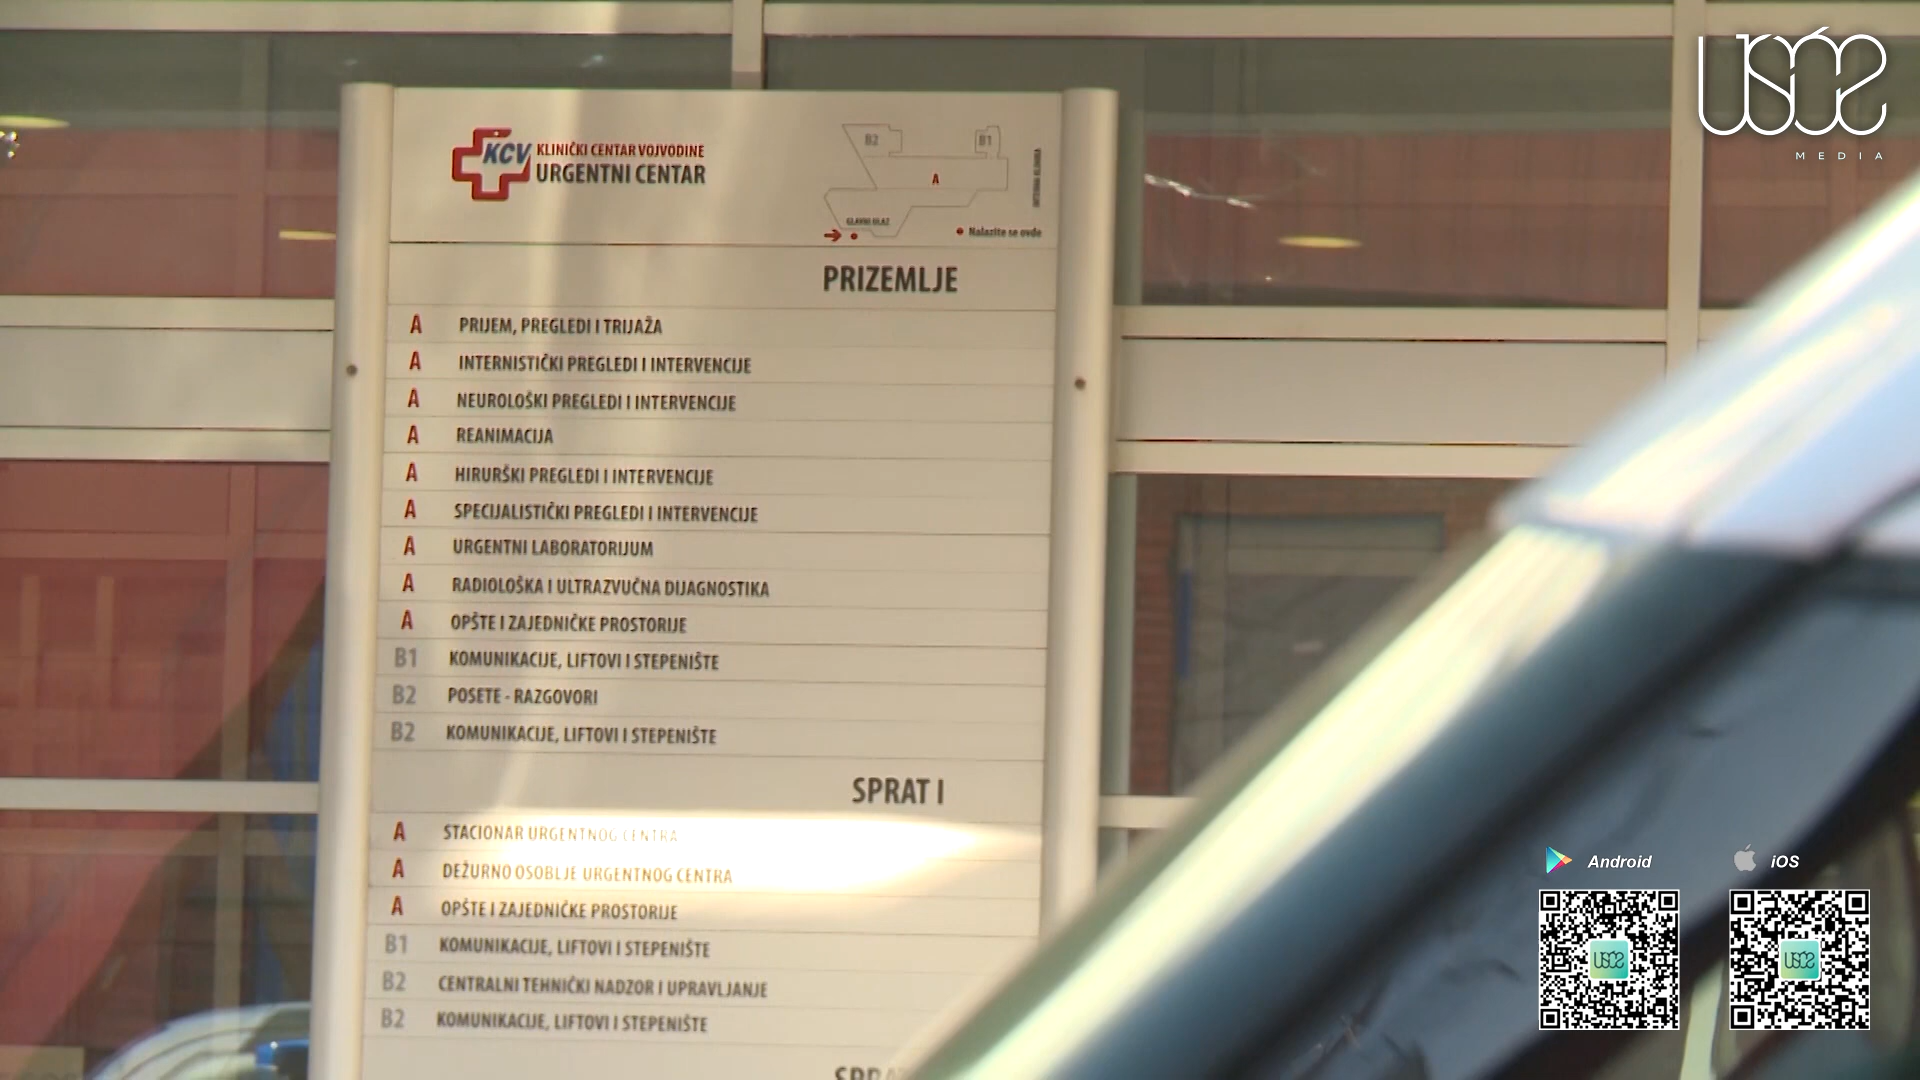 USĆE
MEDIA
KCV
KLINIČKI CENTAR VOJVODINE
URGENTNI CENTAR
B2
B1
A
GLAVNI ULAZ
Nalazite se ovde
PRIZEMLJE
A PRIJEM, PREGLEDI I TRIJAŽA
A INTERNISTIČKI PREGLEDI I INTERVENCIJE
A NEUROLOŠKI PREGLEDI I INTERVENCIJE
A REANIMACIJA
A HIRURŠKI PREGLEDI I INTERVENCIJE
A SPECIJALISTIČKI PREGLEDI I INTERVENCIJE
A URGENTNI LABORATORIJUM
A RADIOLOŠKA I ULTRAZVUČNA DIJAGNOSTIKA
A OPŠTE I ZAJEDNIČKE PROSTORIJE
B1 KOMUNIKACIJE, LIFTOVI I STEPENIŠTE
B2 POSETE - RAZGOVORI
B2 KOMUNIKACIJE, LIFTOVI I STEPENIŠTE
SPRAT I
A STACIONAR URGENTNOG CENTRA
A DEŽURNO OSOBLJE URGENTNOG CENTRA
A OPŠTE I ZAJEDNIČKE PROSTORIJE
B1 KOMUNIKACIJE, LIFTOVI I STEPENIŠTE
B2 CENTRALNI TEHNIČKI NADZOR I UPRAVLJANJE
B2 KOMUNIKACIJE, LIFTOVI I STEPENIŠTE
Android
iOS